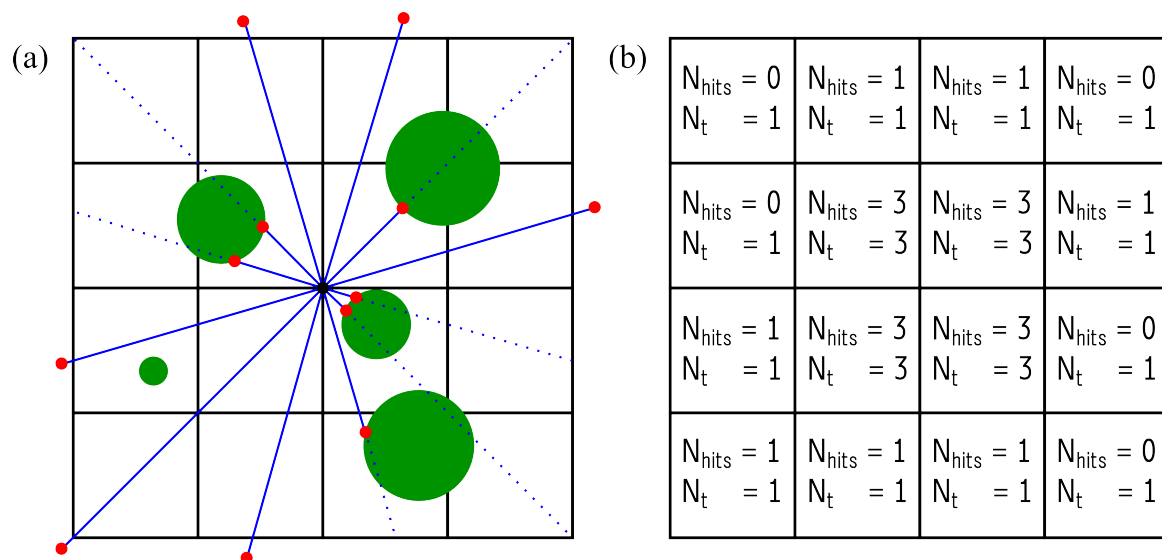 (a)
(b)
N_hits = 0 N_hits = 1 N_hits = 1 N_hits = 0
N_t = 1 N_t = 1 N_t = 1 N_t = 1
N_hits = 0 N_hits = 3 N_hits = 3 N_hits = 1
N_t = 1 N_t = 3 N_t = 3 N_t = 1
N_hits = 1 N_hits = 3 N_hits = 3 N_hits = 0
N_t = 1 N_t = 3 N_t = 3 N_t = 1
N_hits = 1 N_hits = 1 N_hits = 1 N_hits = 0
N_t = 1 N_t = 1 N_t = 1 N_t = 1